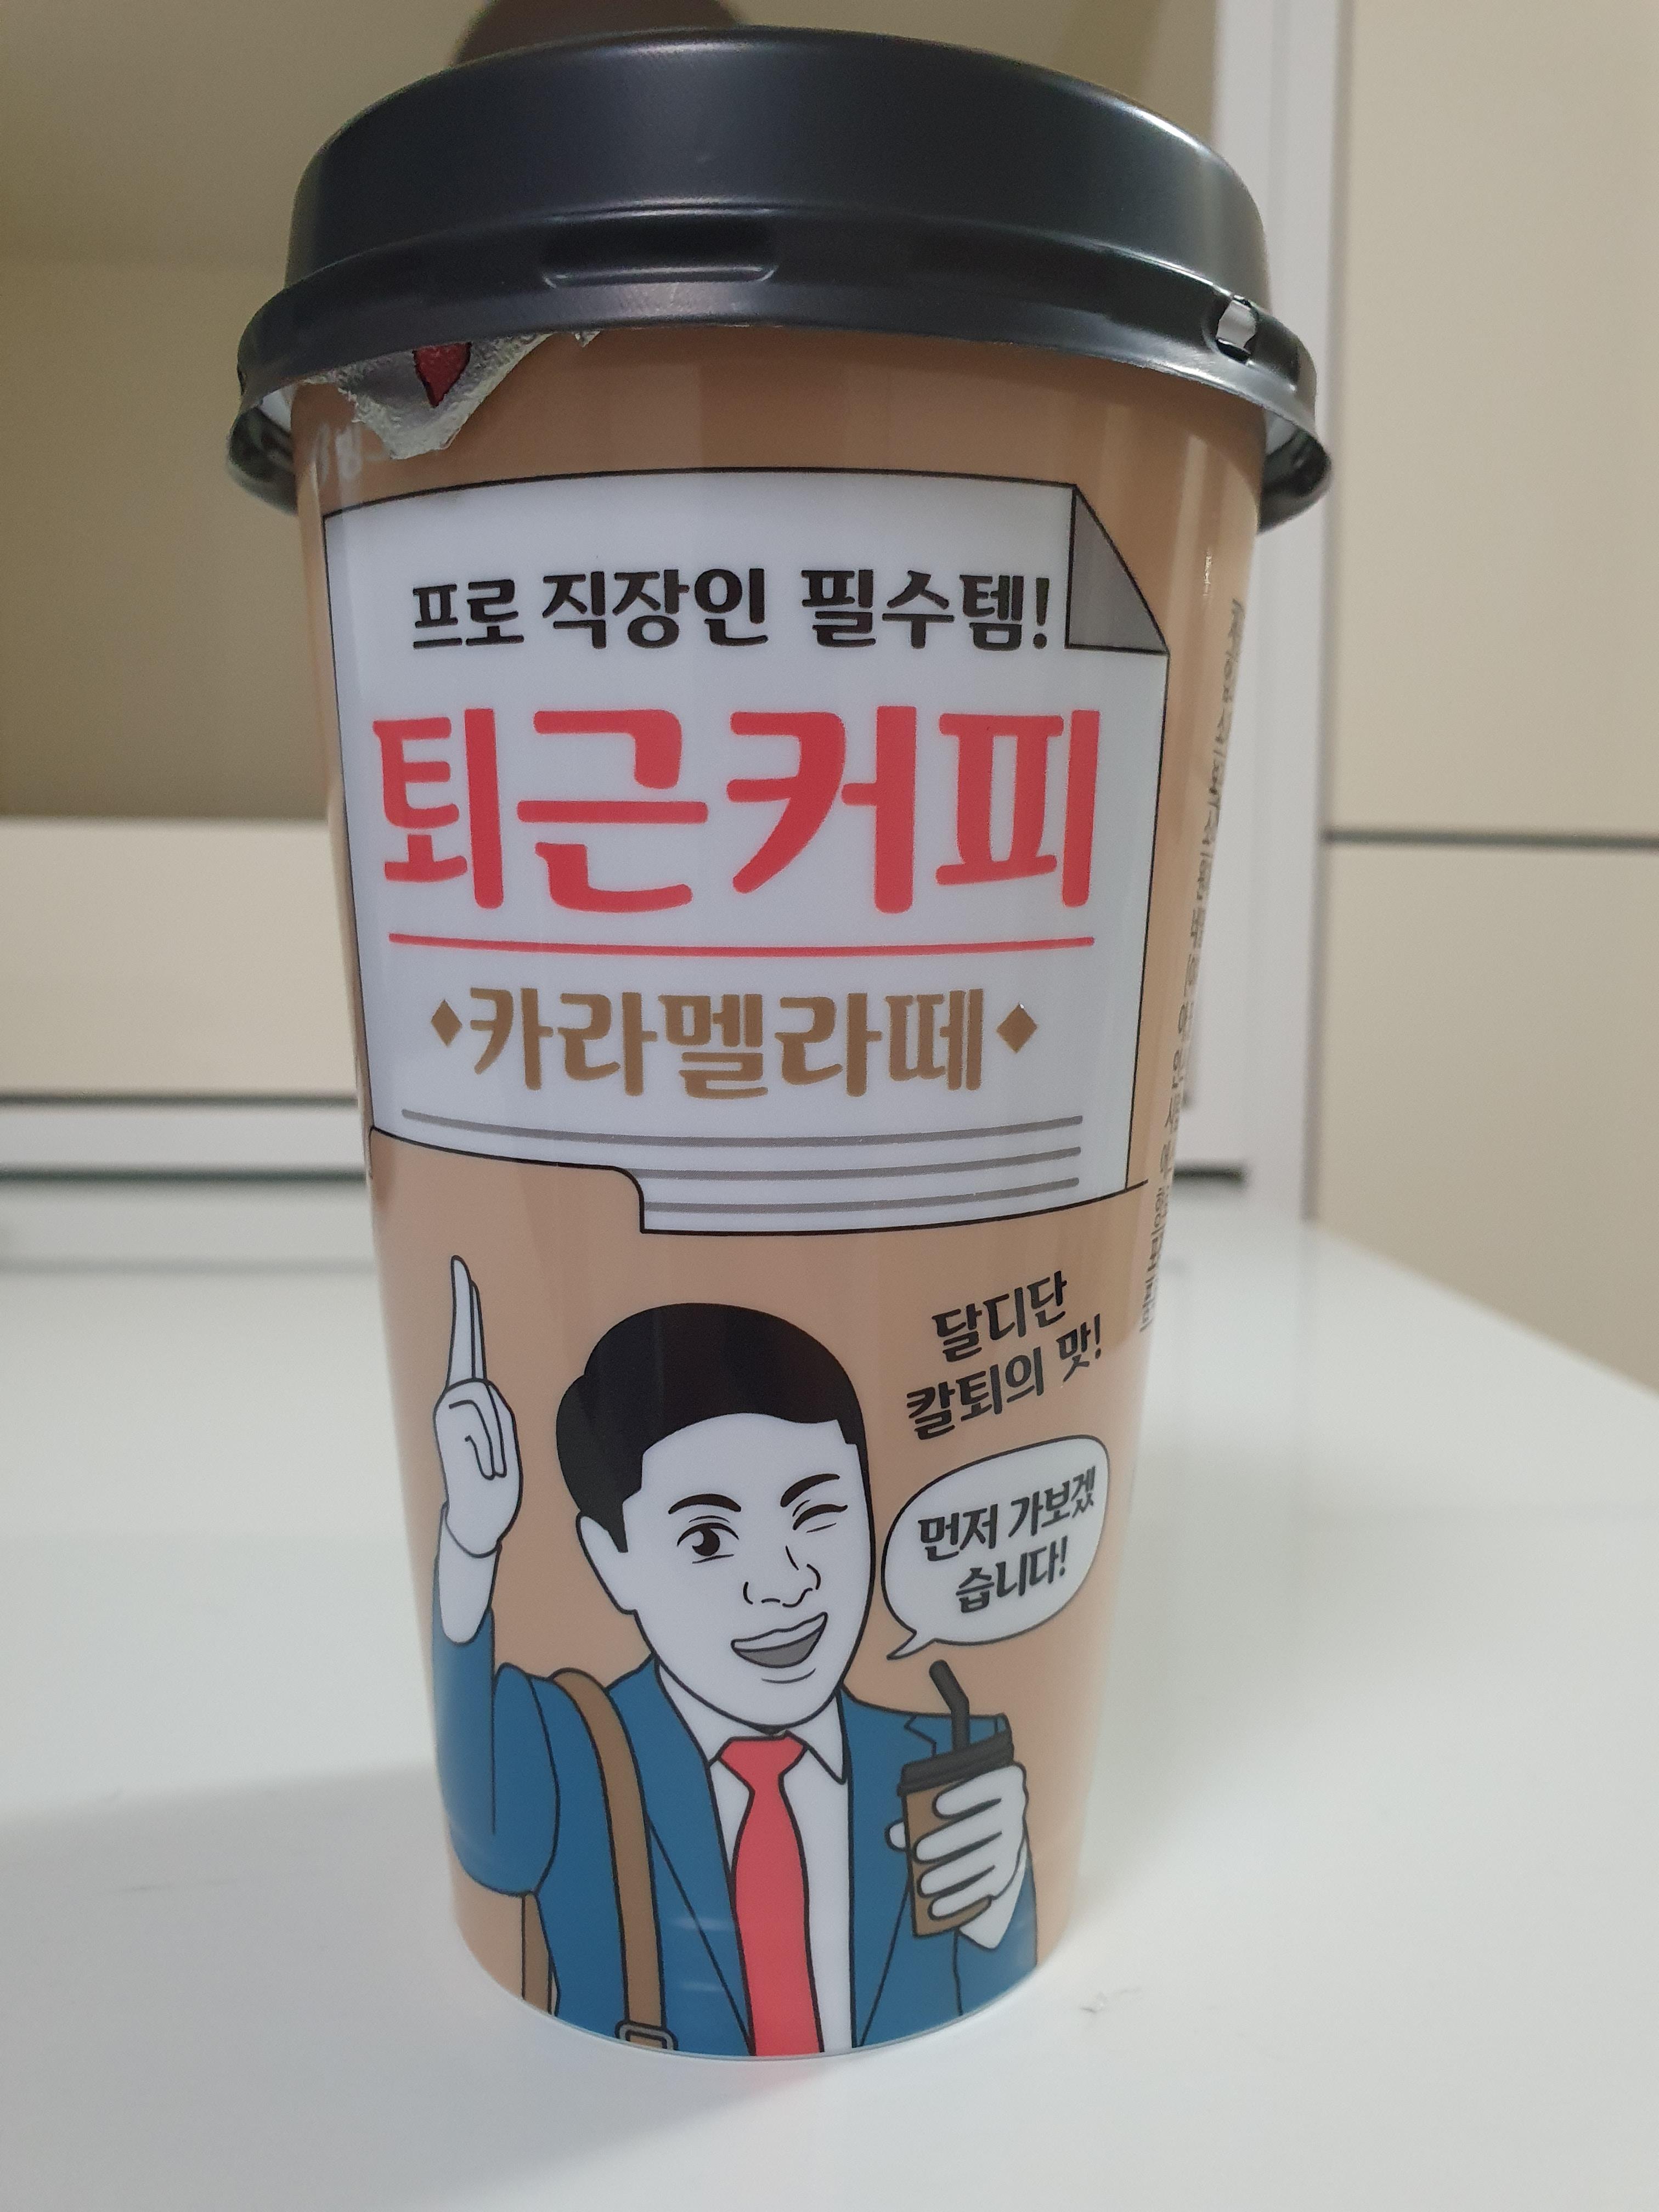 프로 직장인 필수템!
퇴근커피
카라멜라떼
달디단
칼퇴의 맛!
먼저 가보겠
습니다!